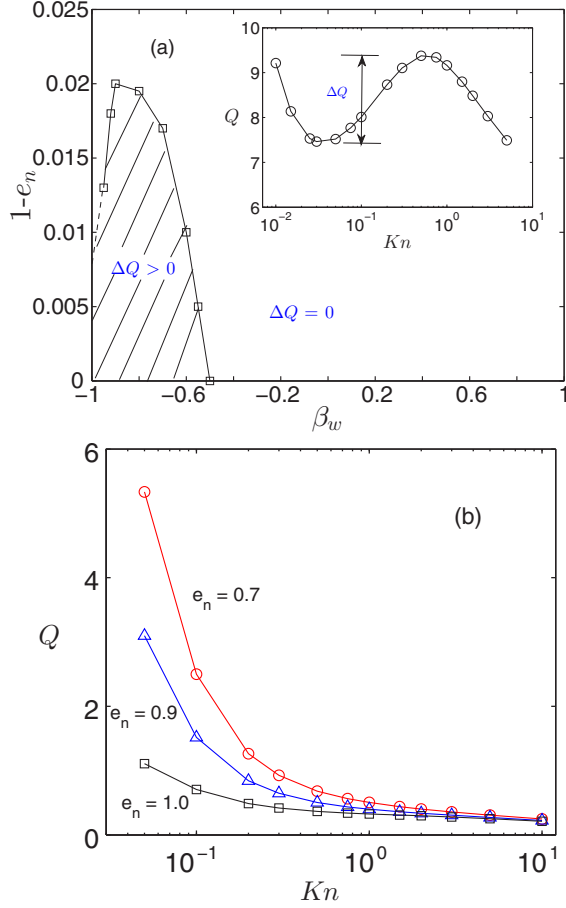 0.025
0.02
0.015
0.01
0.005
0
1-e_n
(a)
ΔQ > 0
ΔQ = 0
-1
-0.6
-0.2
0.2
0.6
1
β_w
10
9
8
7
6
Q
ΔQ
10^{-2}
10^{-1}
10^0
10^1
Kn
(b)
6
4
2
0
Q
e_n = 0.7
e_n = 0.9
e_n = 1.0
10^{-1}
10^0
10^1
Kn